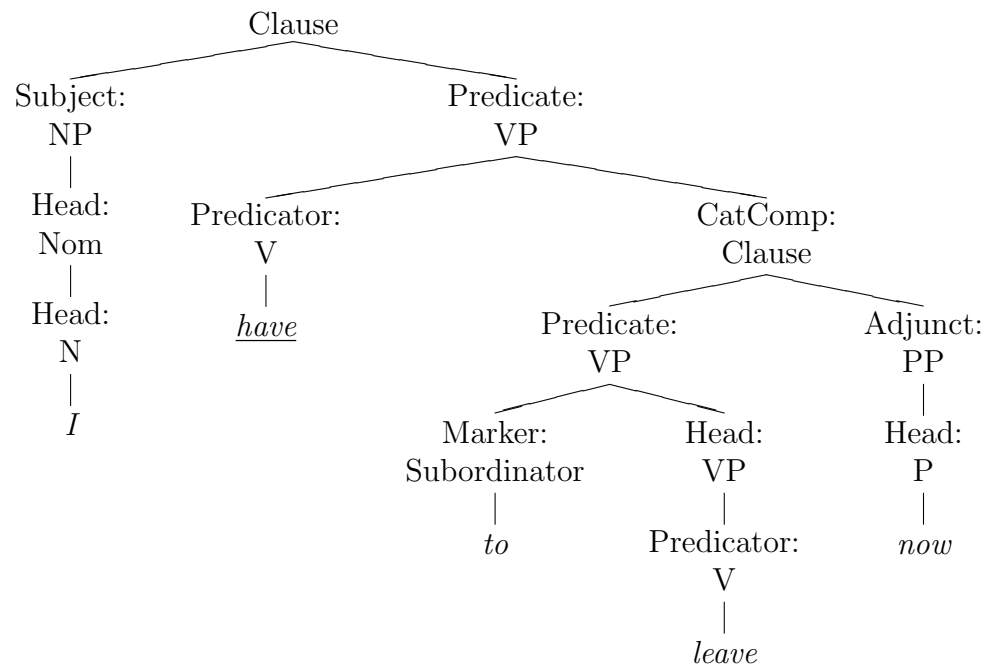 Clause
Subject:
NP
Predicate:
VP
Head:
Nom
Predicator:
V
CatComp:
Clause
Head:
N
have
Predicate:
VP
Adjunct:
PP
I
Marker:
Subordinator
Head:
VP
Head:
P
to
Predicator:
V
now
leave